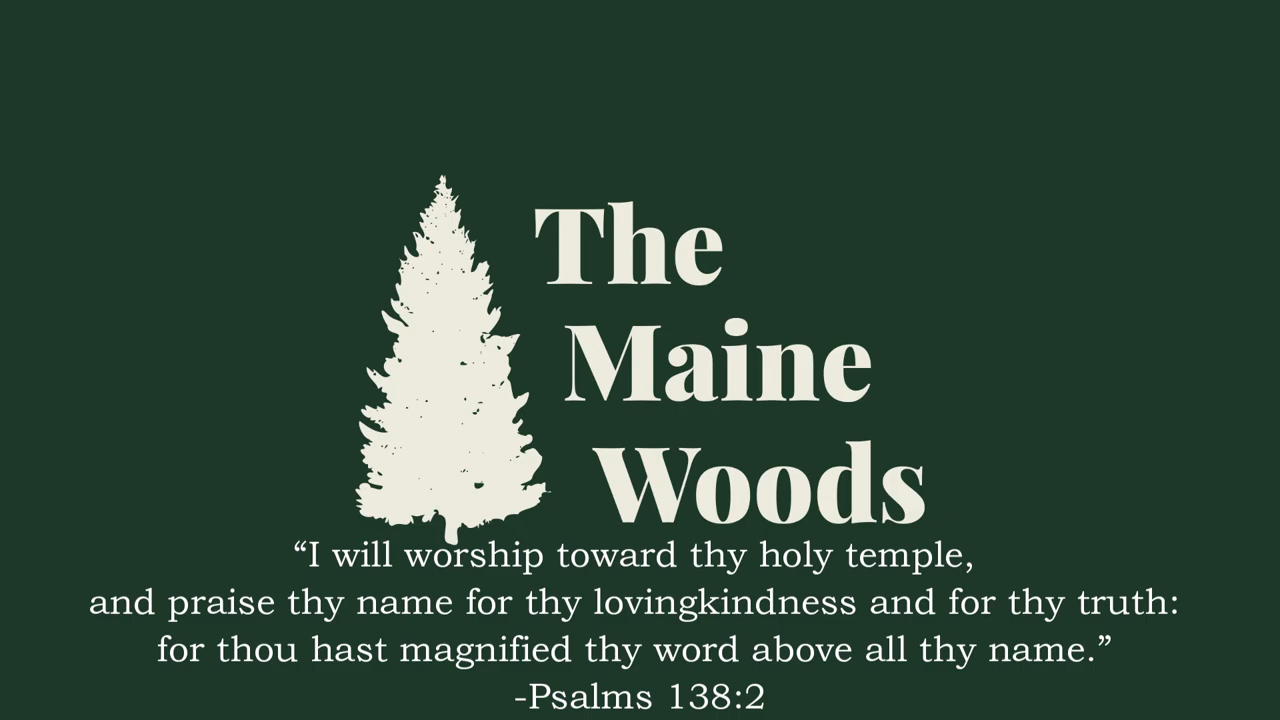 The
Maine
Woods
“I will worship toward thy holy temple,
and praise thy name for thy lovingkindness and for thy truth:
for thou hast magnified thy word above all thy name.”
-Psalms 138:2